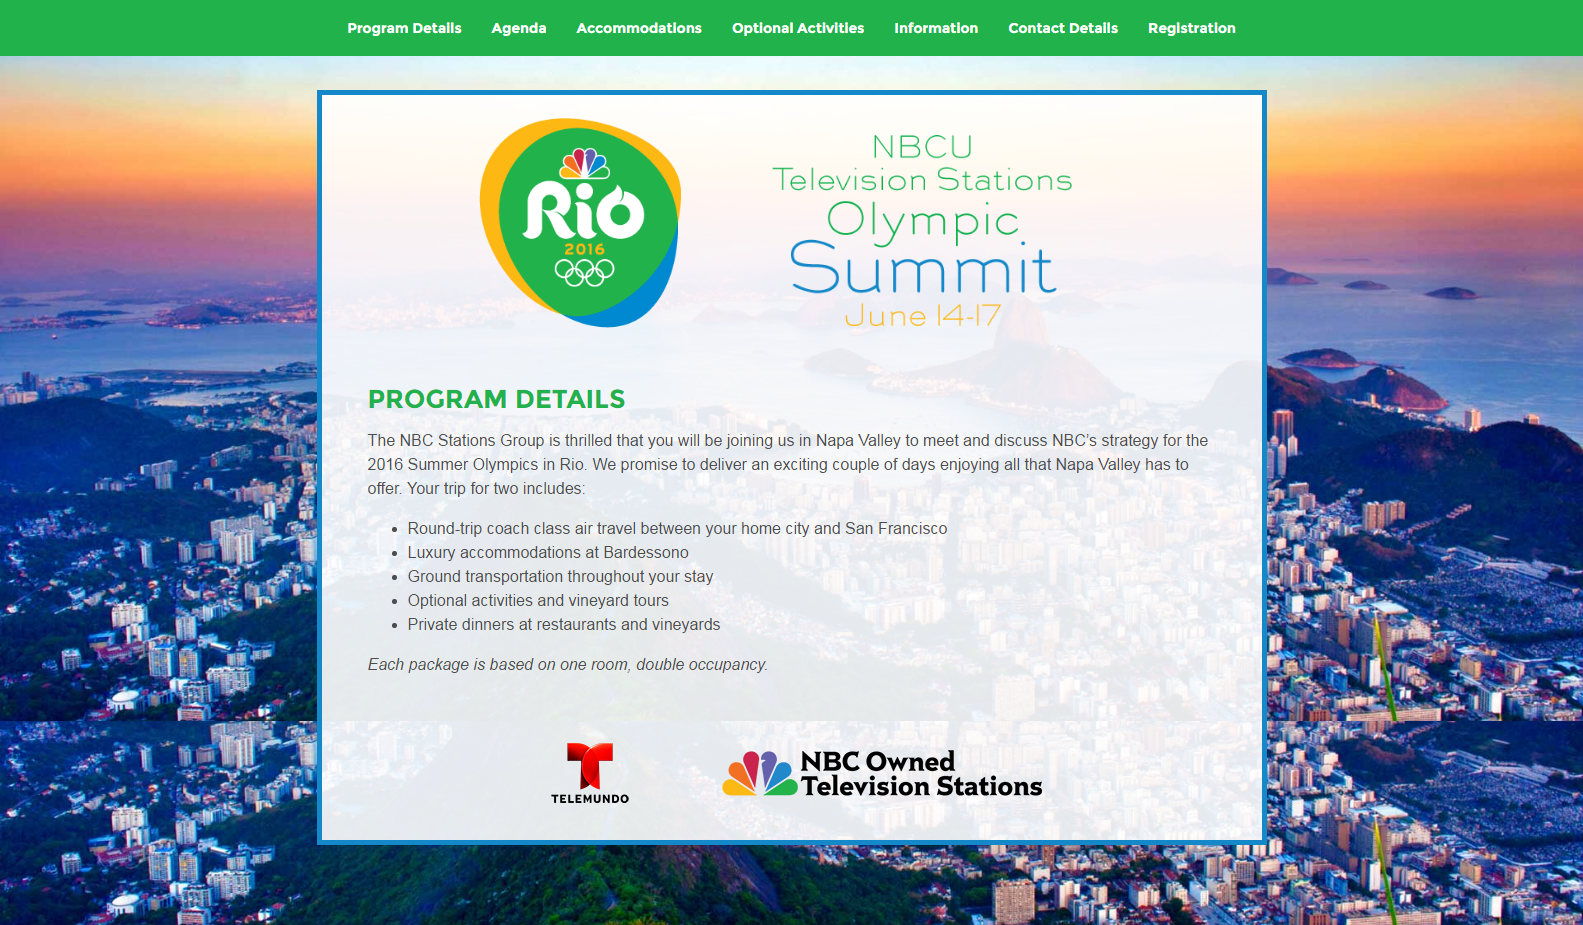 Program Details Agenda Accommodations Optional Activities Information Contact Details Registration
Rio
2016
NBCU
Television Stations
Olympic
Summit
June 14-17
PROGRAM DETAILS
The NBC Stations Group is thrilled that you will be joining us in Napa Valley to meet and discuss NBC’s strategy for the
2016 Summer Olympics in Rio. We promise to deliver an exciting couple of days enjoying all that Napa Valley has to
offer. Your trip for two includes:
• Round-trip coach class air travel between your home city and San Francisco
• Luxury accommodations at Bardessono
• Ground transportation throughout your stay
• Optional activities and vineyard tours
• Private dinners at restaurants and vineyards
Each package is based on one room, double occupancy.
TELEMUNDO
NBC Owned
Television Stations